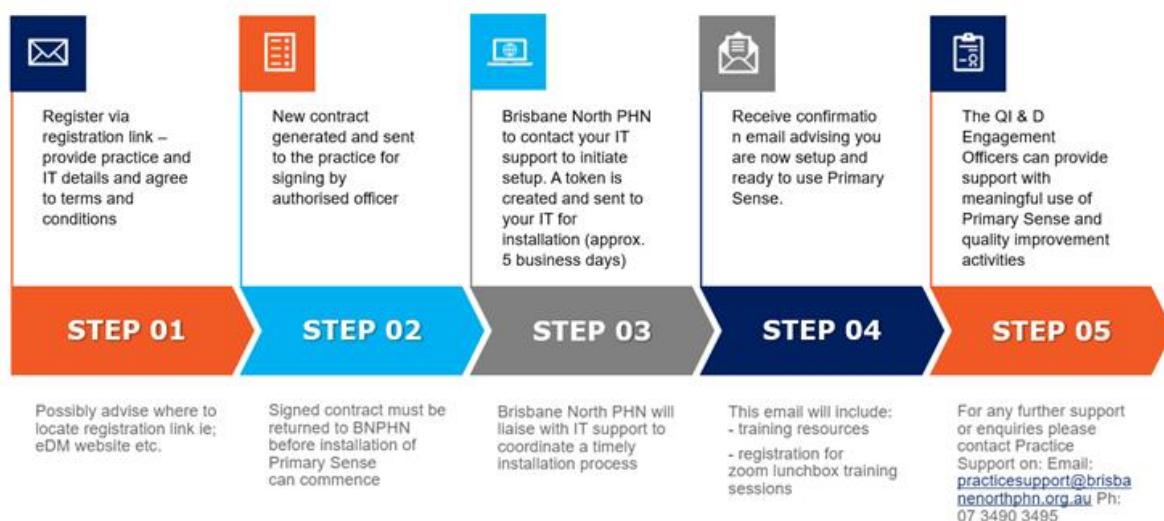 Register via
registration link –
provide practice and
IT details and agree
to terms and
conditions
New contract
generated and sent
to the practice for
signing by
authorised officer
Brisbane North PHN
to contact your IT
support to initiate
setup. A token is
created and sent to
your IT for
installation (approx.
5 business days)
Receive confirmatio
n email advising you
are now setup and
ready to use Primary
Sense.
The QI & D
Engagement
Officers can provide
support with
meaningful use of
Primary Sense and
quality improvement
activities
STEP 01
STEP 02
STEP 03
STEP 04
STEP 05
Possibly advise where to
locate registration link ie;
eDM website etc.
Signed contract must be
returned to BNPHN
before installation of
Primary Sense
can commence
Brisbane North PHN will
liaise with IT support to
coordinate a timely
installation process
This email will include:
- training resources
- registration for
zoom lunchbox training
sessions
For any further support
or enquiries please
contact Practice
Support on: Email:
practicesupport@brisba
nenorthphn.org.au Ph:
07 3490 3495